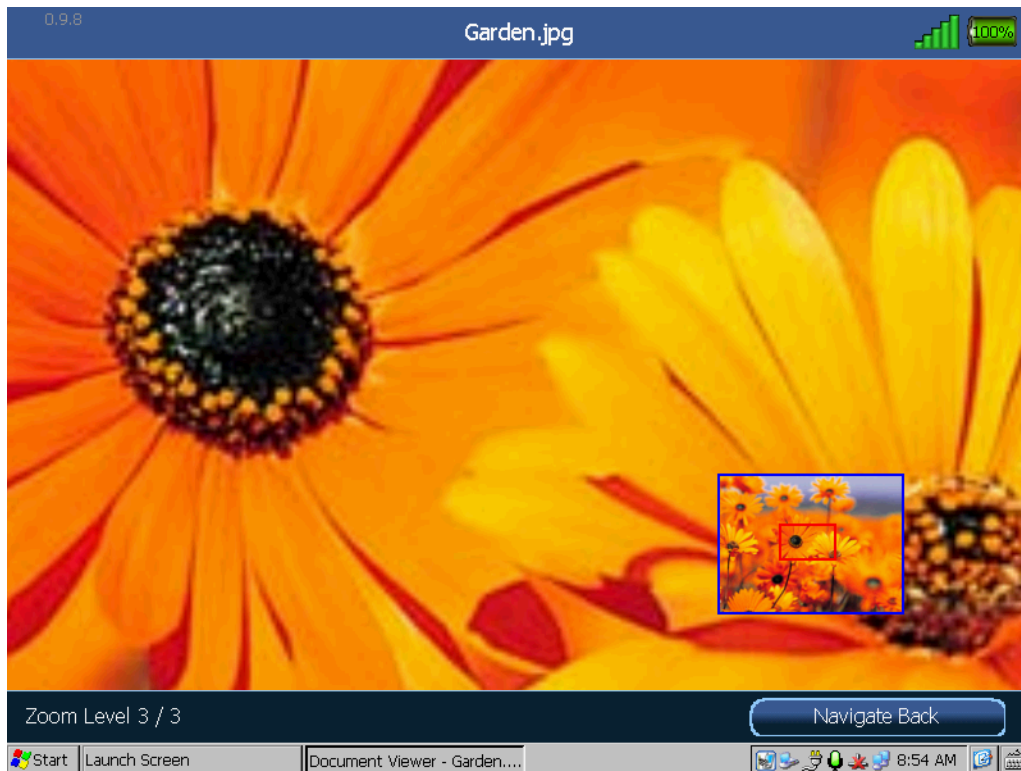 0.9.8
Garden.jpg
100%
Zoom Level 3 / 3
Navigate Back
Start
Launch Screen
Document Viewer - Garden....
8:54 AM